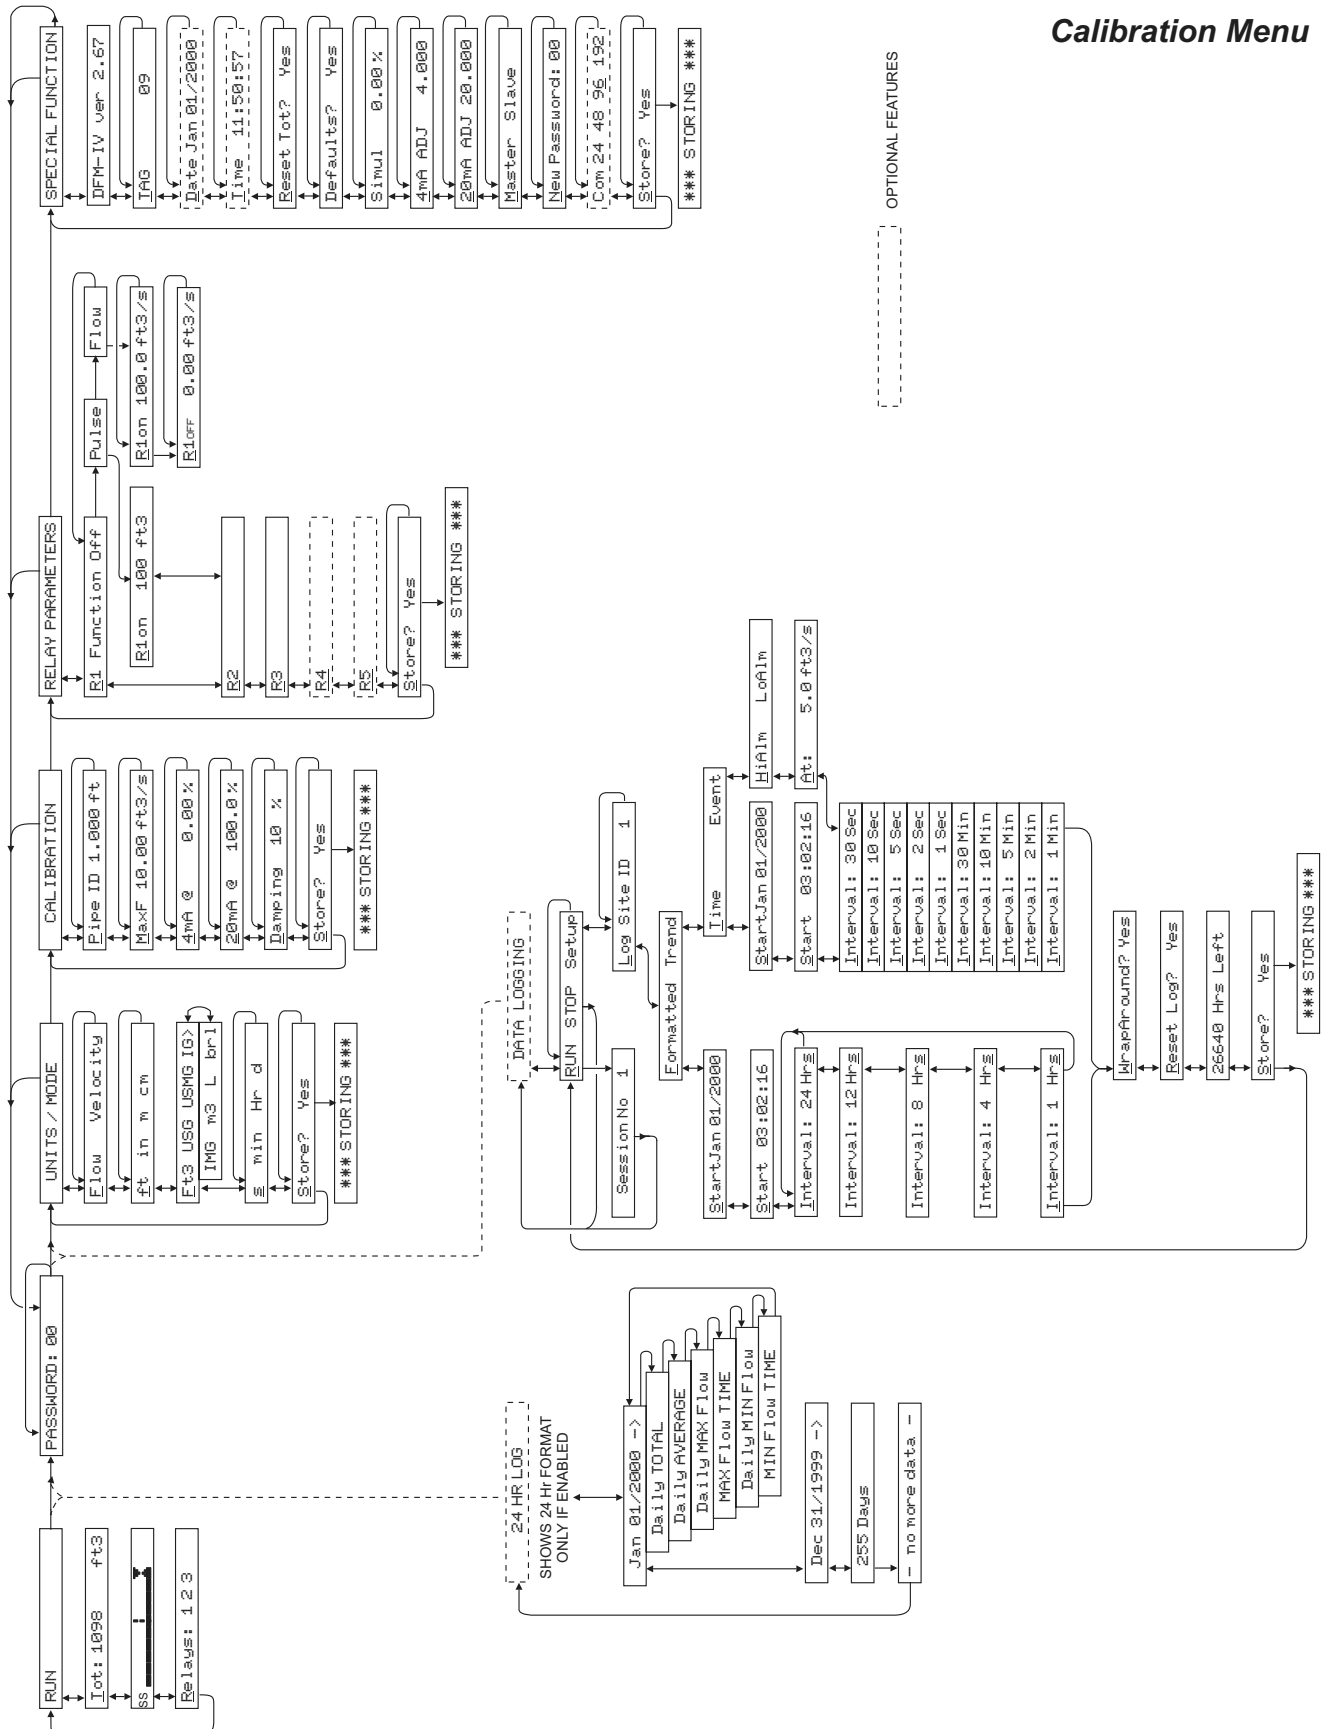 Calibration Menu
RUN
Tot: 1098 ft3
SS
Relays: 1 2 3
PASSWORD: 00
24 HR LOG
SHOWS 24 Hr FORMAT
ONLY IF ENABLED
Jan 01/2000 ->
Daily TOTAL
Daily AVERAGE
Daily MAX Flow
MAX Flow TIME
Daily MIN Flow
MIN Flow TIME
Dec 31/1999 ->
255 Days
- no more data -
UNITS / MODE
Flow Velocity
ft in m cm
Ft3 USG USMG IG>
IMG m3 L brl
s min Hr d
Store? Yes
*** STORING ***
DATA LOGGING
RUN STOP Setup
Session No 1
Log Site ID 1
Formatted Trend
StartJan 01/2000
Start 03:02:16
Interval: 24 Hrs
Interval: 12 Hrs
Interval: 8 Hrs
Interval: 4 Hrs
Interval: 1 Hrs
Time Event
StartJan 01/2000
Start 03:02:16
HiAlm LoAlm
At: 5.0 ft3/s
Interval: 30 Sec
Interval: 10 Sec
Interval: 5 Sec
Interval: 2 Sec
Interval: 1 Sec
Interval: 30 Min
Interval: 10 Min
Interval: 5 Min
Interval: 2 Min
Interval: 1 Min
WrapAround? Yes
Reset Log? Yes
26640 Hrs Left
Store? Yes
*** STORING ***
CALIBRATION
Pipe ID 1.000 ft
MaxF 10.00 ft3/s
4mA @ 0.00 %
20mA @ 100.0 %
Damping 10 %
Store? Yes
*** STORING ***
RELAY PARAMETERS
R1 Function Off
Pulse
Flow
R1on 100 ft3
R1on 100.0 ft3/s
R1OFF 0.00 ft3/s
R2
R3
R4
R5
Store? Yes
*** STORING ***
SPECIAL FUNCTION
DFM-IV ver 2.67
TAG 09
Date Jan 01/2000
Time 11:50:57
Reset Tot? Yes
Defaults? Yes
Simul 0.00 %
4mA ADJ 4.000
20mA ADJ 20.000
Master Slave
New Password: 00
Com 24 48 96 192
Store? Yes
*** STORING ***
OPTIONAL FEATURES